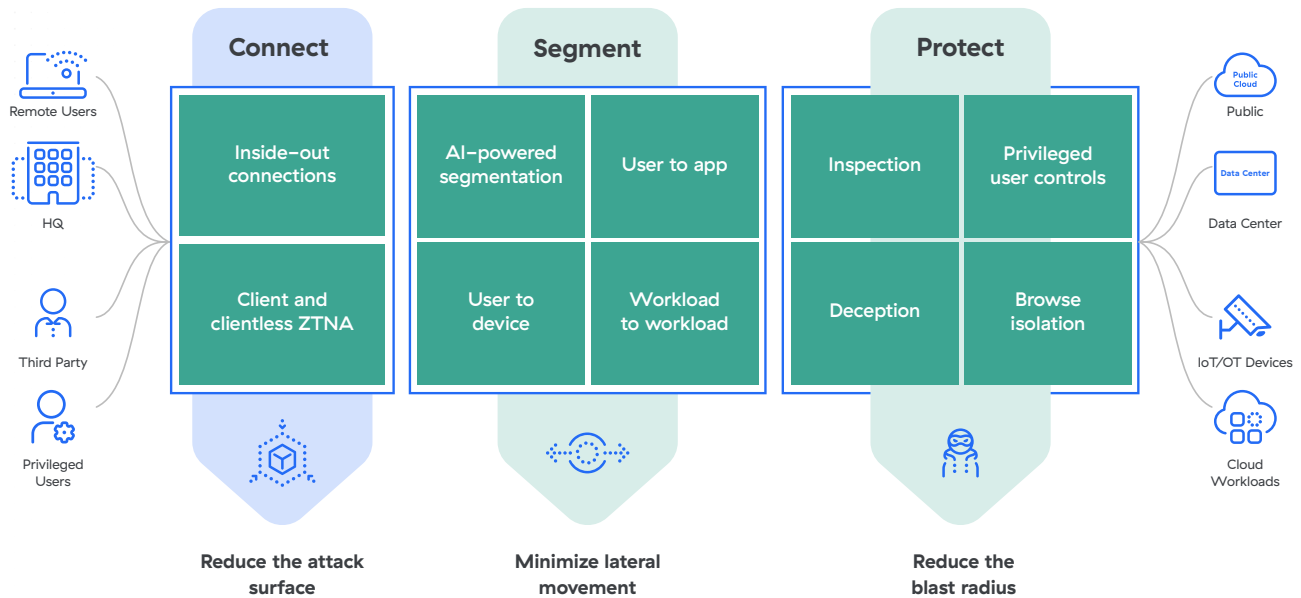 Connect
Segment
Protect
Remote Users
HQ
Third Party
Privileged
Users
Inside-out
connections
Client and
clientless ZTNA
AI-powered
segmentation
User to app
User to
device
Workload
to workload
Inspection
Privileged
user controls
Deception
Browse
isolation
Public
Cloud
Public
Data Center
Data Center
IoT/OT Devices
Cloud
Workloads
Reduce the attack
surface
Minimize lateral
movement
Reduce the
blast radius